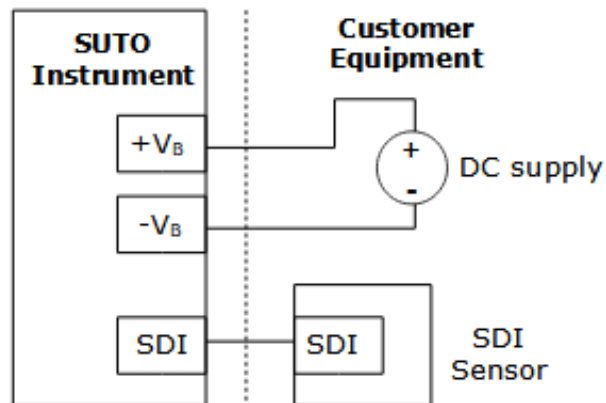 SUTO
Instrument
Customer
Equipment
+VB
+
-
DC supply
-VB
SDI
SDI
SDI
Sensor